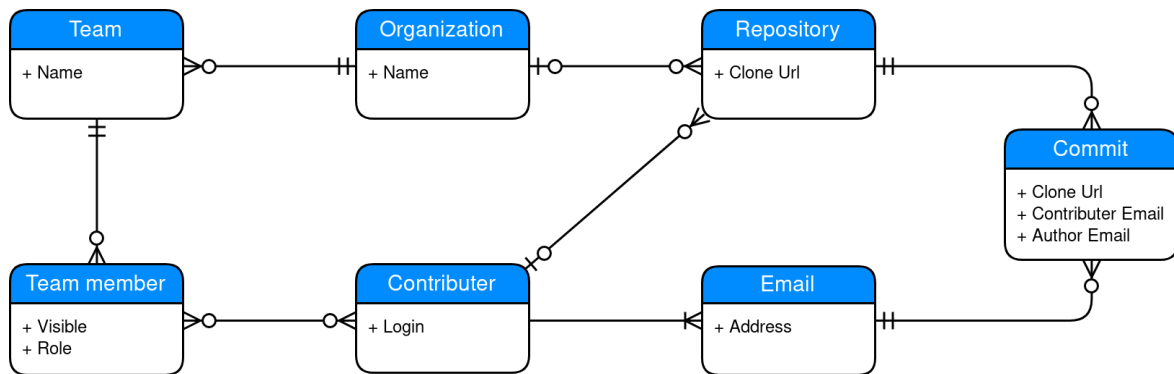 Team
+ Name
Organization
+ Name
Repository
+ Clone Url
Commit
+ Clone Url
+ Contributer Email
+ Author Email
Team member
+ Visible
+ Role
Contributer
+ Login
Email
+ Address